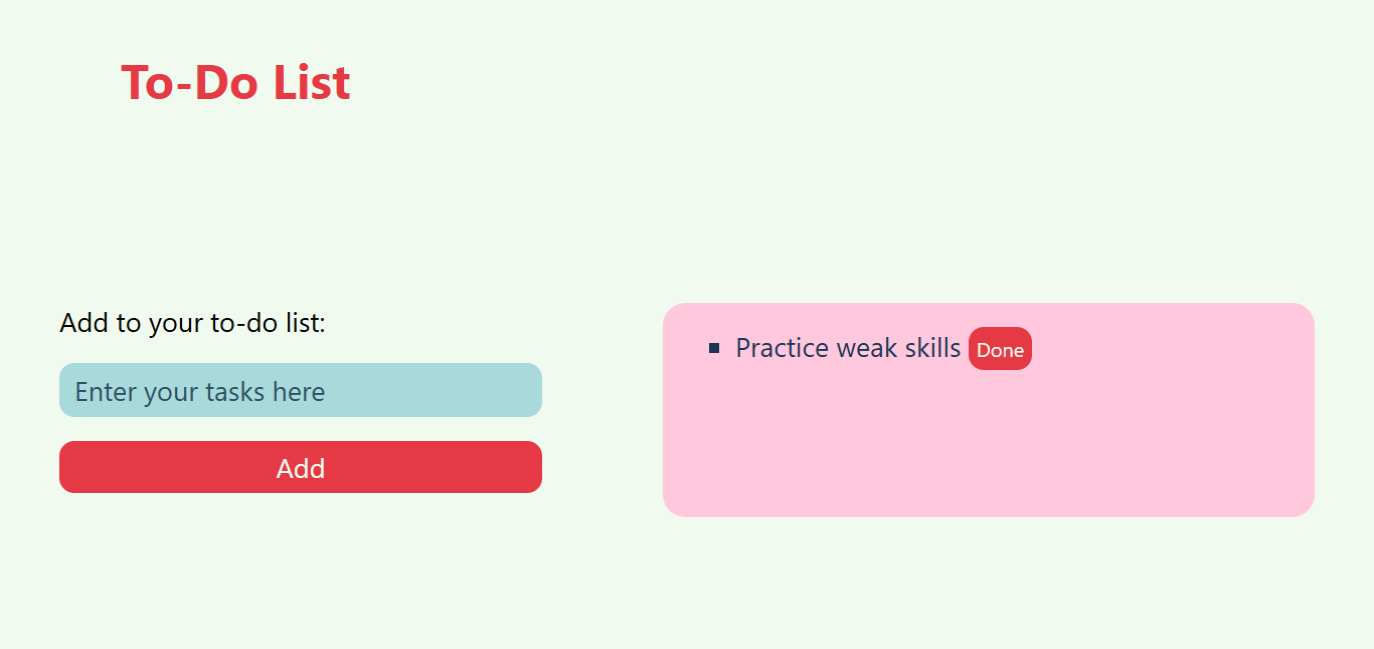 To-Do List
Add to your to-do list:
Enter your tasks here
Add
Practice weak skills Done